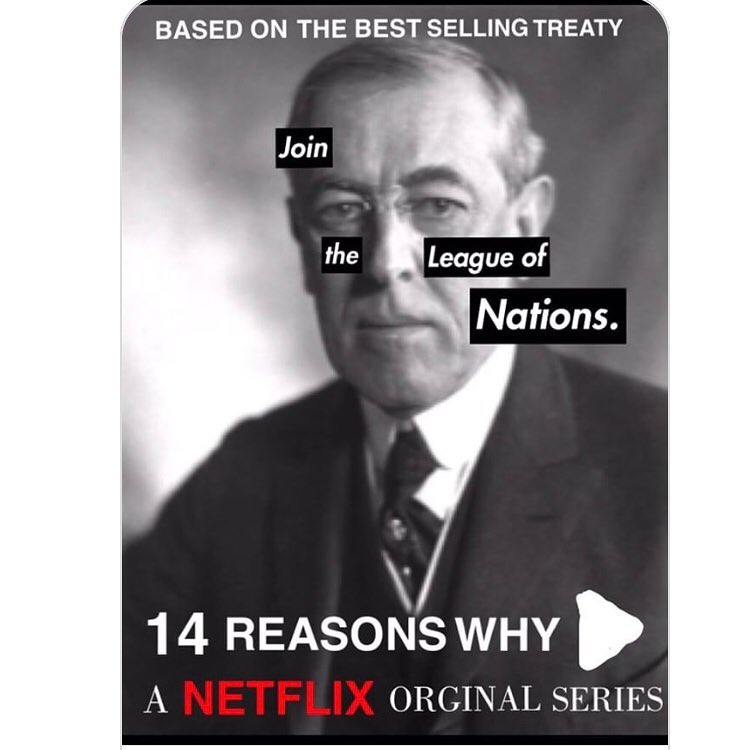 BASED ON THE BEST SELLING TREATY
Join
the League of
Nations.
14 REASONS WHY
A NETFLIX ORGINAL SERIES